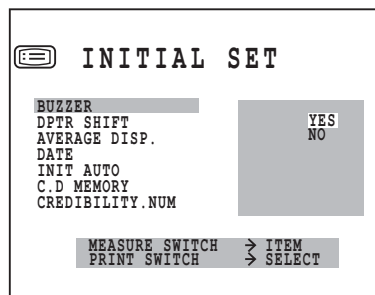 INITIAL SET
BUZZER
DPTR SHIFT
AVERAGE DISP.
DATE
INIT AUTO
C.D MEMORY
CREDIBILITY.NUM
YES
NO
MEASURE SWITCH → ITEM
PRINT SWITCH → SELECT